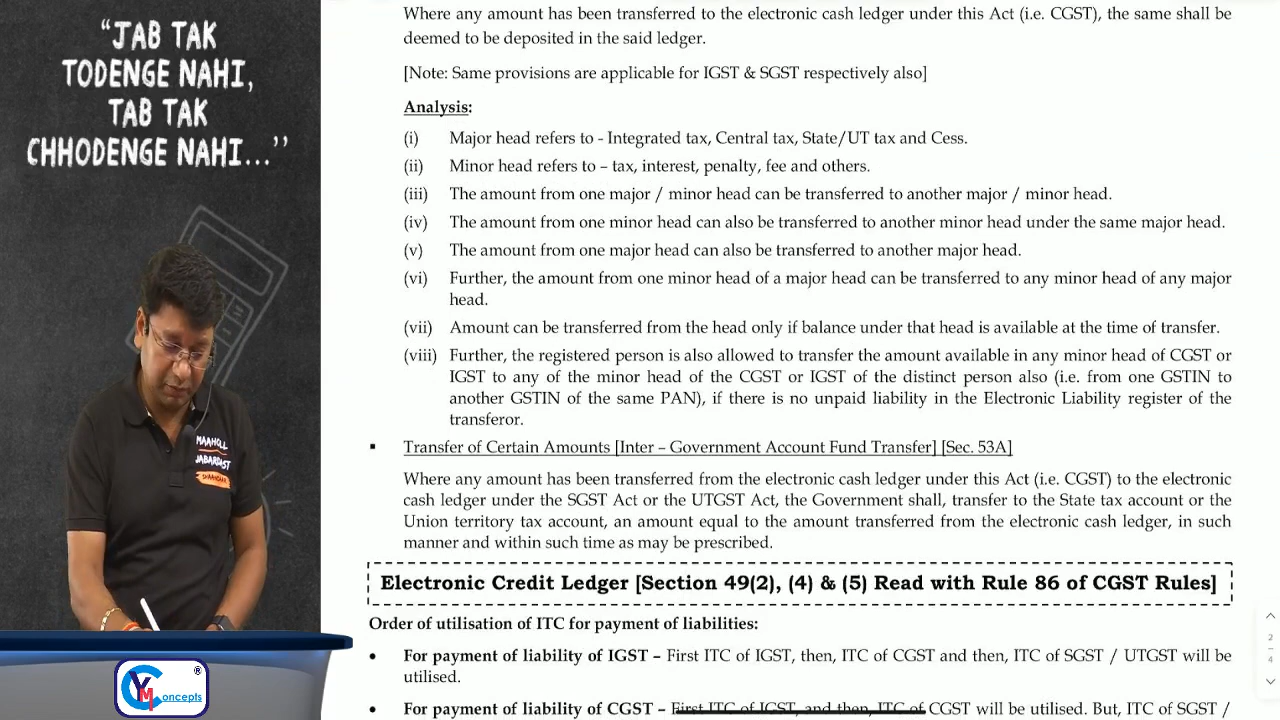 “JAB TAK
TODENGE NAHI,
TAB TAK
CHHODENGE NAHI...’’
MAAHOLL
JABARDAST
SHAANDAAR
YM Concepts ®
Where any amount has been transferred to the electronic cash ledger under this Act (i.e. CGST), the same shall be
deemed to be deposited in the said ledger.
[Note: Same provisions are applicable for IGST & SGST respectively also]
Analysis:
(i) Major head refers to - Integrated tax, Central tax, State/UT tax and Cess.
(ii) Minor head refers to – tax, interest, penalty, fee and others.
(iii) The amount from one major / minor head can be transferred to another major / minor head.
(iv) The amount from one minor head can also be transferred to another minor head under the same major head.
(v) The amount from one major head can also be transferred to another major head.
(vi) Further, the amount from one minor head of a major head can be transferred to any minor head of any major
head.
(vii) Amount can be transferred from the head only if balance under that head is available at the time of transfer.
(viii) Further, the registered person is also allowed to transfer the amount available in any minor head of CGST or
IGST to any of the minor head of the CGST or IGST of the distinct person also (i.e. from one GSTIN to
another GSTIN of the same PAN), if there is no unpaid liability in the Electronic Liability register of the
transferor.
▪ Transfer of Certain Amounts [Inter – Government Account Fund Transfer] [Sec. 53A]
Where any amount has been transferred from the electronic cash ledger under this Act (i.e. CGST) to the electronic
cash ledger under the SGST Act or the UTGST Act, the Government shall, transfer to the State tax account or the
Union territory tax account, an amount equal to the amount transferred from the electronic cash ledger, in such
manner and within such time as may be prescribed.
Electronic Credit Ledger [Section 49(2), (4) & (5) Read with Rule 86 of CGST Rules]
Order of utilisation of ITC for payment of liabilities:
• For payment of liability of IGST – First ITC of IGST, then, ITC of CGST and then, ITC of SGST / UTGST will be
utilised.
• For payment of liability of CGST – First ITC of IGST, and then, ITC of CGST will be utilised. But, ITC of SGST /
2
4